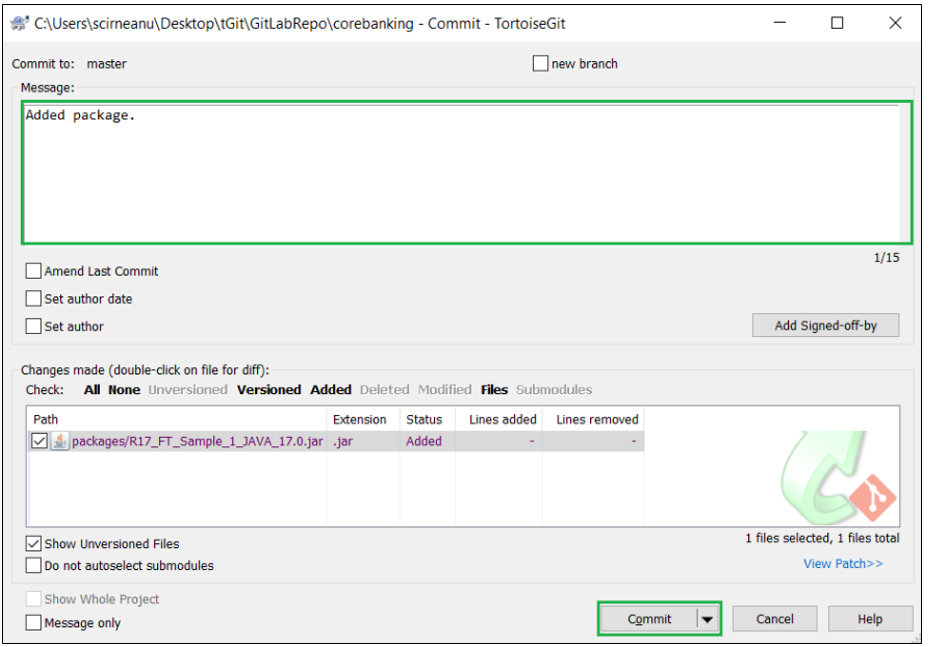 C:\Users\scirneanu\Desktop\tGit\GitLabRepo\corebanking - Commit - TortoiseGit
Commit to: master
new branch
Message:
Added package.
1/15
Amend Last Commit
Set author date
Set author
Add Signed-off-by
Changes made (double-click on file for diff):
Check: All None Unversioned Versioned Added Deleted Modified Files Submodules
Path Extension Status Lines added Lines removed
packages/R17_FT_Sample_1_JAVA_17.0.jar .jar Added - -
Show Unversioned Files
1 files selected, 1 files total
Do not autoselect submodules
View Patch>>
Show Whole Project
Message only
Commit
Cancel
Help